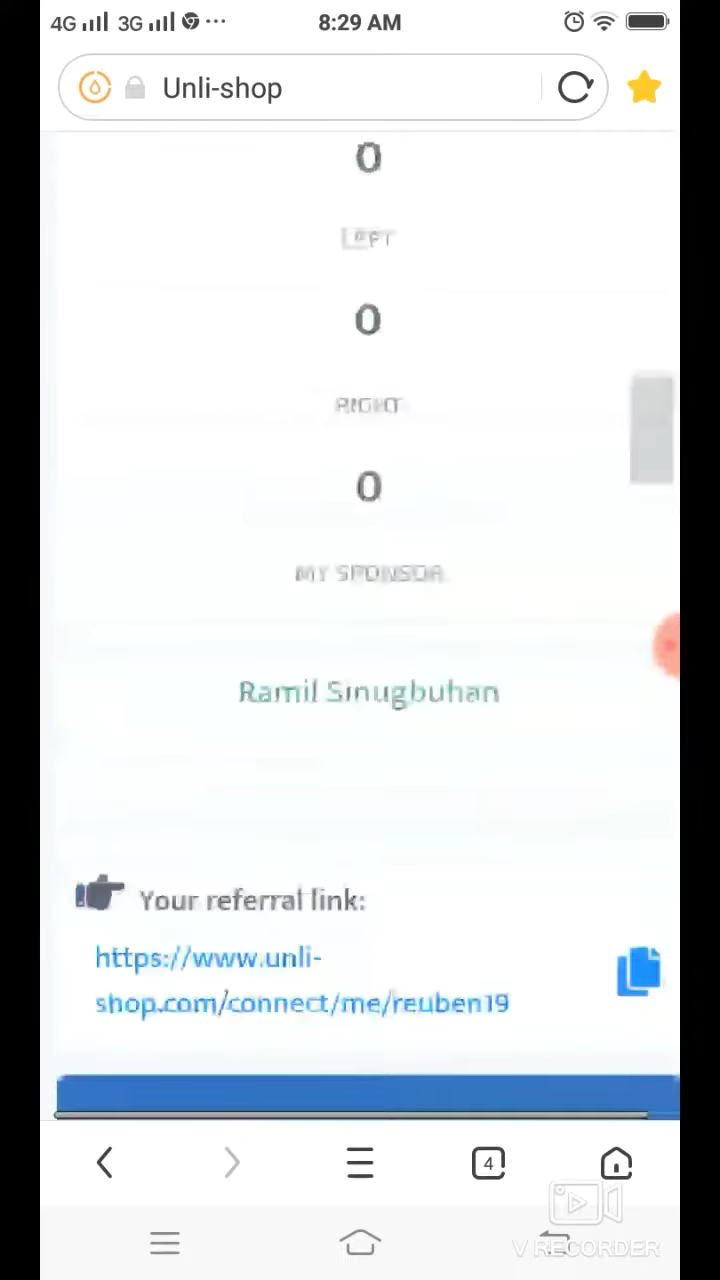 4G 3G ... 8:29 AM
Unli-shop
0
LEFT
0
RIGHT
0
MY SPONSOR
Ramil Sinugbuhan
Your referral link:
https://www.unli-
shop.com/connect/me/reuben19
4
V RECORDER